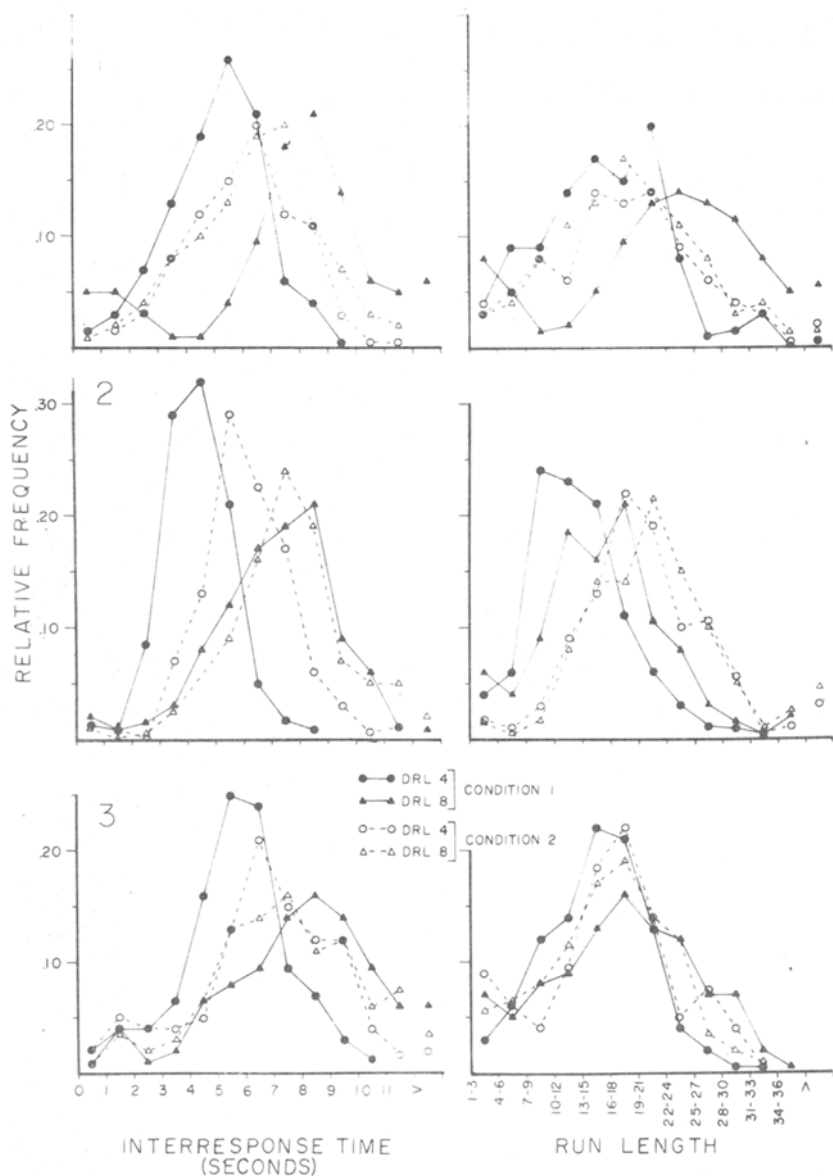 .20
.10
2
.30
.20
.10
RELATIVE FREQUENCY
3
.20
.10
DRL 4
DRL 8
CONDITION 1
DRL 4
DRL 8
CONDITION 2
0 1 2 3 4 5 6 7 8 9 10 11 >
INTERRESPONSE TIME
(SECONDS)
1-3 4-6 7-9 10-12 13-15 16-18 19-21 22-24 25-27 28-30 31-33 34-36 >
RUN LENGTH